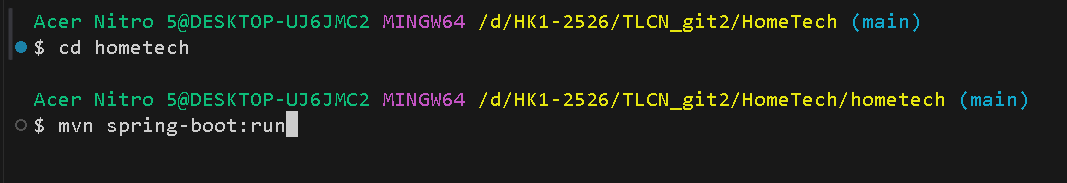 Acer Nitro 5@DESKTOP-UJ6JMC2 MINGW64 /d/HK1-2526/TLCN_git2/HomeTech (main)
$ cd hometech
Acer Nitro 5@DESKTOP-UJ6JMC2 MINGW64 /d/HK1-2526/TLCN_git2/HomeTech/hometech (main)
$ mvn spring-boot:run